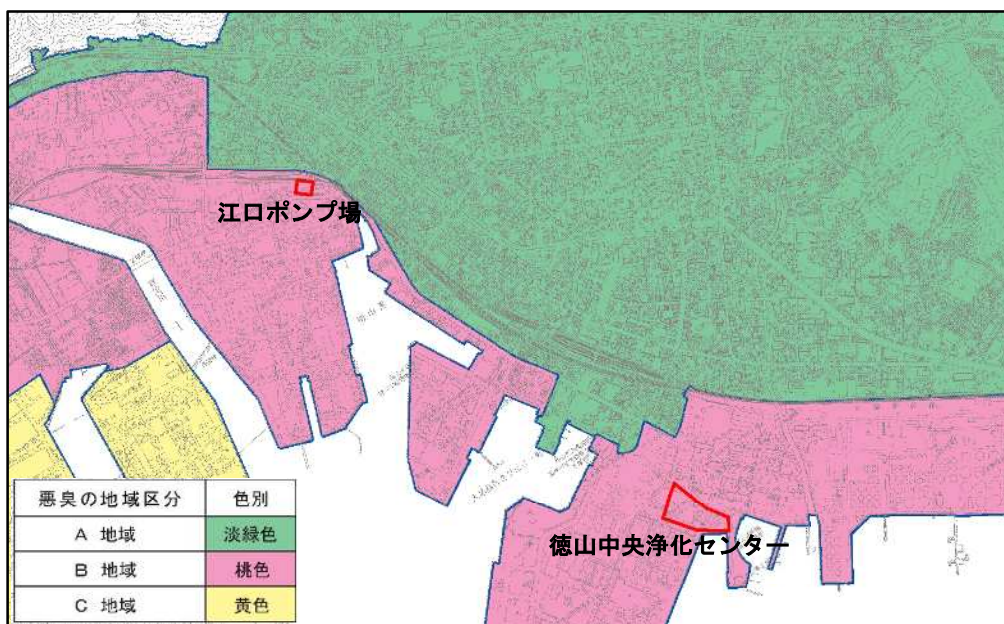 江口ポンプ場
徳山中央浄化センター
悪臭の地域区分 色別
A 地域 淡緑色
B 地域 桃色
C 地域 黄色